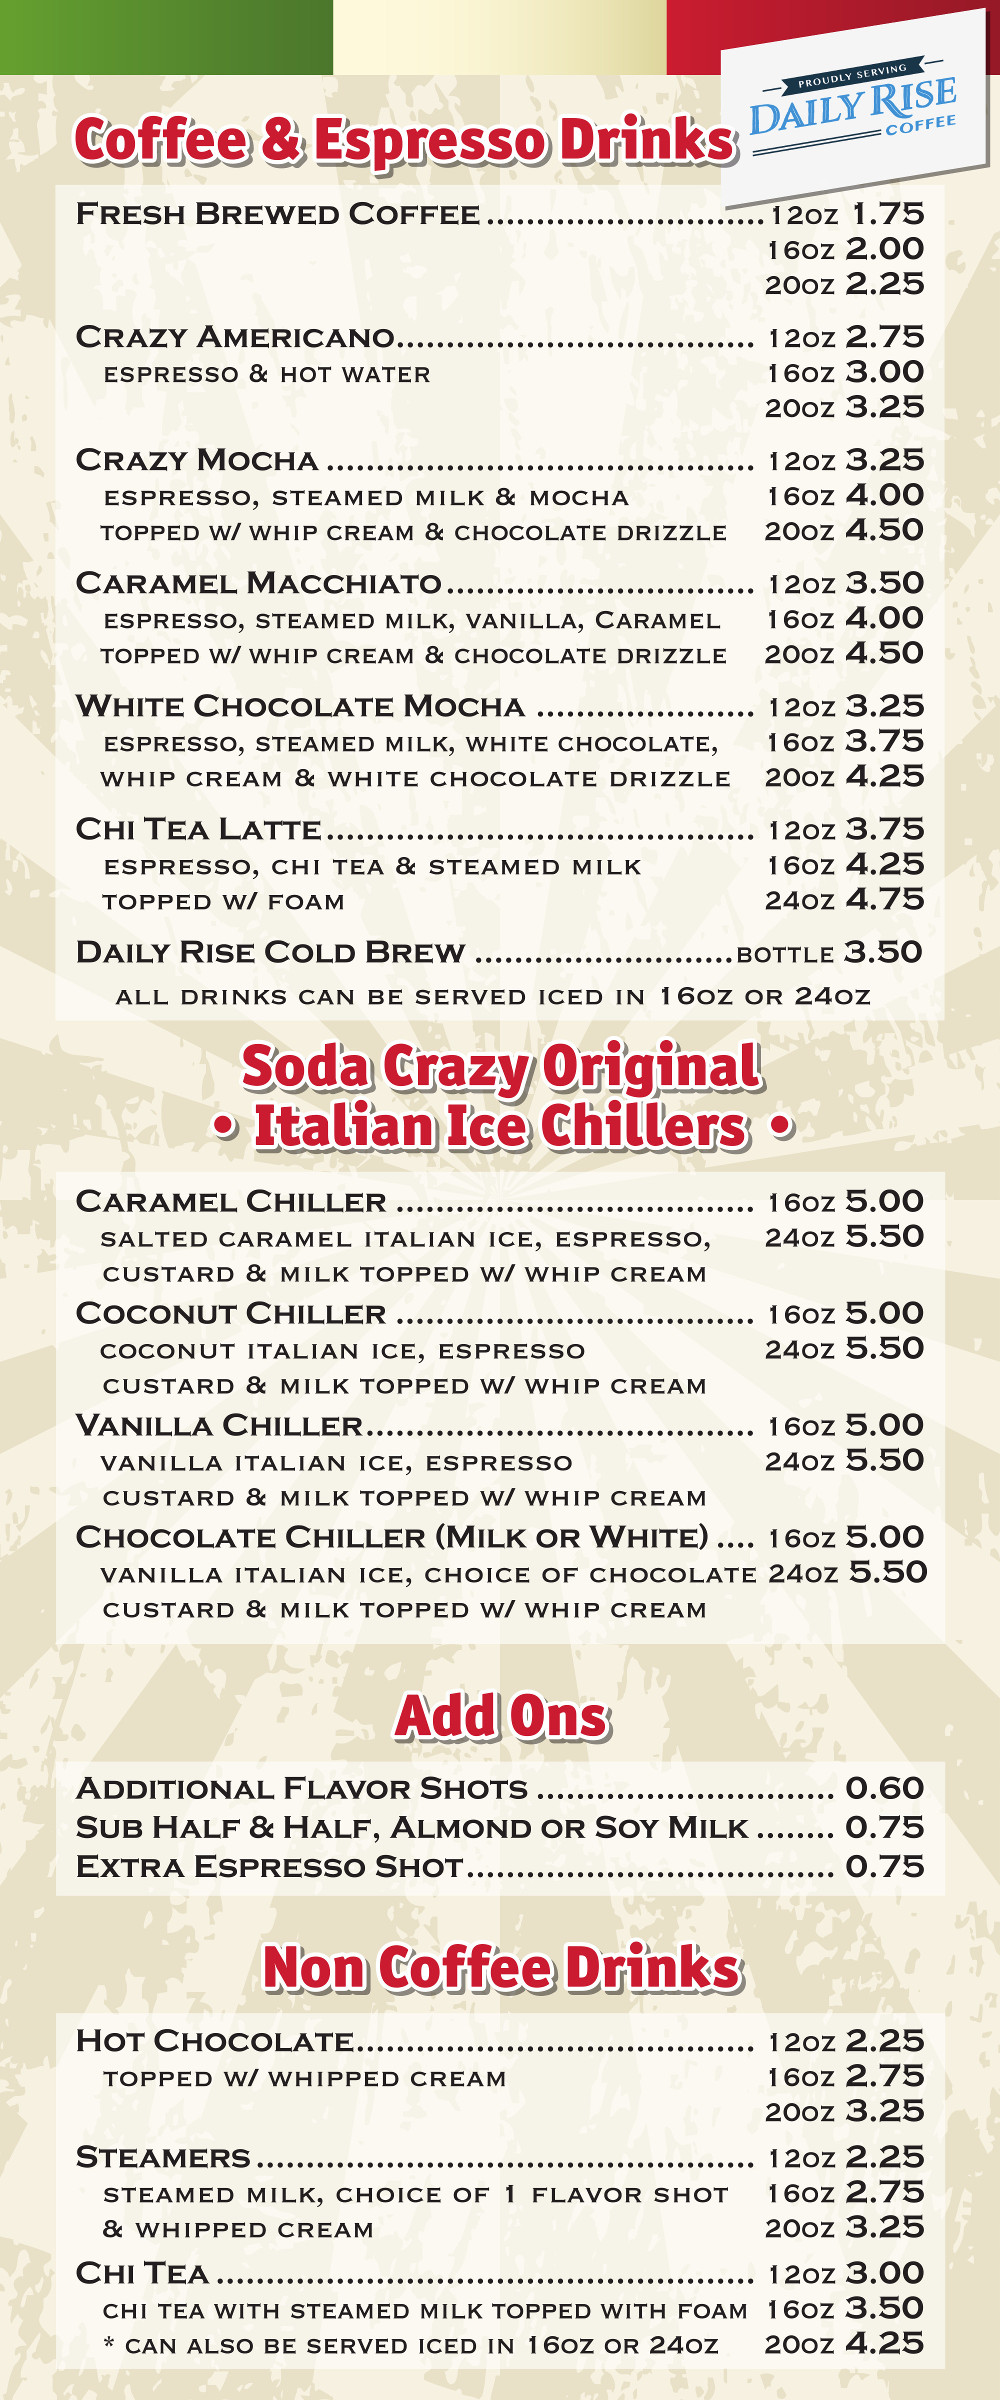 PROUDLY SERVING
DAILY RISE
COFFEE
Coffee & Espresso Drinks
FRESH BREWED COFFEE ............................ 12OZ 1.75
16OZ 2.00
20OZ 2.25
CRAZY AMERICANO.................................... 12OZ 2.75
ESPRESSO & HOT WATER 16OZ 3.00
20OZ 3.25
CRAZY MOCHA ........................................... 12OZ 3.25
ESPRESSO, STEAMED MILK & MOCHA 16OZ 4.00
TOPPED W/ WHIP CREAM & CHOCOLATE DRIZZLE 20OZ 4.50
CARAMEL MACCHIATO............................... 12OZ 3.50
ESPRESSO, STEAMED MILK, VANILLA, CARAMEL 16OZ 4.00
TOPPED W/ WHIP CREAM & CHOCOLATE DRIZZLE 20OZ 4.50
WHITE CHOCOLATE MOCHA ...................... 12OZ 3.25
ESPRESSO, STEAMED MILK, WHITE CHOCOLATE, 16OZ 3.75
WHIP CREAM & WHITE CHOCOLATE DRIZZLE 20OZ 4.25
CHI TEA LATTE........................................... 12OZ 3.75
ESPRESSO, CHI TEA & STEAMED MILK 16OZ 4.25
TOPPED W/ FOAM 24OZ 4.75
DAILY RISE COLD BREW .......................... BOTTLE 3.50
ALL DRINKS CAN BE SERVED ICED IN 16OZ OR 24OZ
Soda Crazy Original
• Italian Ice Chillers •
CARAMEL CHILLER .................................... 16OZ 5.00
SALTED CARAMEL ITALIAN ICE, ESPRESSO, 24OZ 5.50
CUSTARD & MILK TOPPED W/ WHIP CREAM
COCONUT CHILLER .................................... 16OZ 5.00
COCONUT ITALIAN ICE, ESPRESSO 24OZ 5.50
CUSTARD & MILK TOPPED W/ WHIP CREAM
VANILLA CHILLER....................................... 16OZ 5.00
VANILLA ITALIAN ICE, ESPRESSO 24OZ 5.50
CUSTARD & MILK TOPPED W/ WHIP CREAM
CHOCOLATE CHILLER (MILK OR WHITE) .... 16OZ 5.00
VANILLA ITALIAN ICE, CHOICE OF CHOCOLATE 24OZ 5.50
CUSTARD & MILK TOPPED W/ WHIP CREAM
Add Ons
ADDITIONAL FLAVOR SHOTS .............................. 0.60
SUB HALF & HALF, ALMOND OR SOY MILK ........ 0.75
EXTRA ESPRESSO SHOT..................................... 0.75
Non Coffee Drinks
HOT CHOCOLATE........................................ 12OZ 2.25
TOPPED W/ WHIPPED CREAM 16OZ 2.75
20OZ 3.25
STEAMERS .................................................. 12OZ 2.25
STEAMED MILK, CHOICE OF 1 FLAVOR SHOT 16OZ 2.75
& WHIPPED CREAM 20OZ 3.25
CHI TEA ...................................................... 12OZ 3.00
CHI TEA WITH STEAMED MILK TOPPED WITH FOAM 16OZ 3.50
* CAN ALSO BE SERVED ICED IN 16OZ OR 24OZ 20OZ 4.25